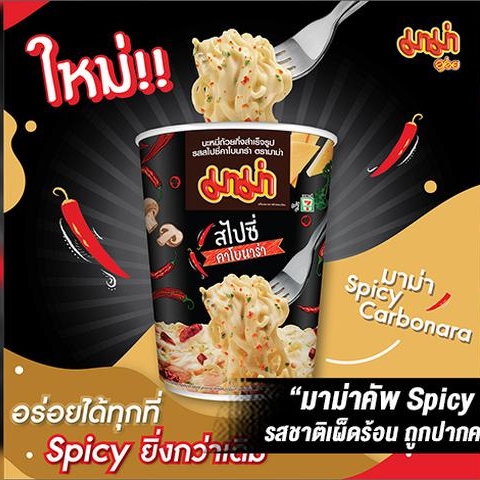 ใหม่!!
มาม่า
อร่อย
บะหมี่ถ้วยกึ่งสำเร็จรูป
รสสไปซี่คาโบนาร่า ตรามาม่า
มาม่า
สไปซี่
คาโบนาร่า
มาม่า
Spicy
Carbonara
อร่อยได้ทุกที่
Spicy ยิ่งกว่าเดิม
“มาม่าคัพ Spicy
รสชาติเผ็ดร้อน ถูกปากค